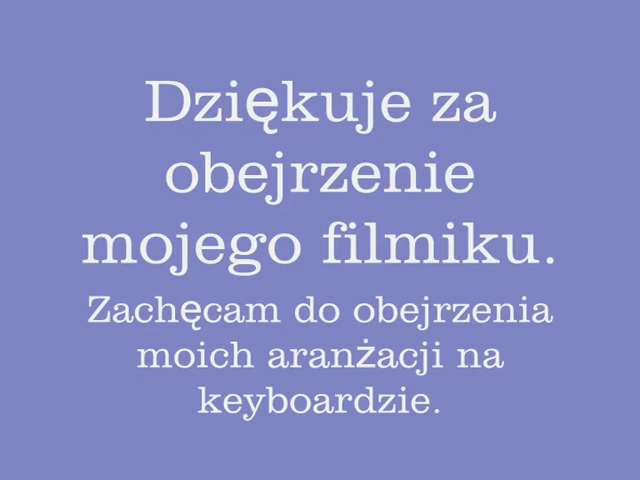 Dziękuje za
obejrzenie
mojego filmiku.
Zachęcam do obejrzenia
moich aranżacji na
keyboardzie.